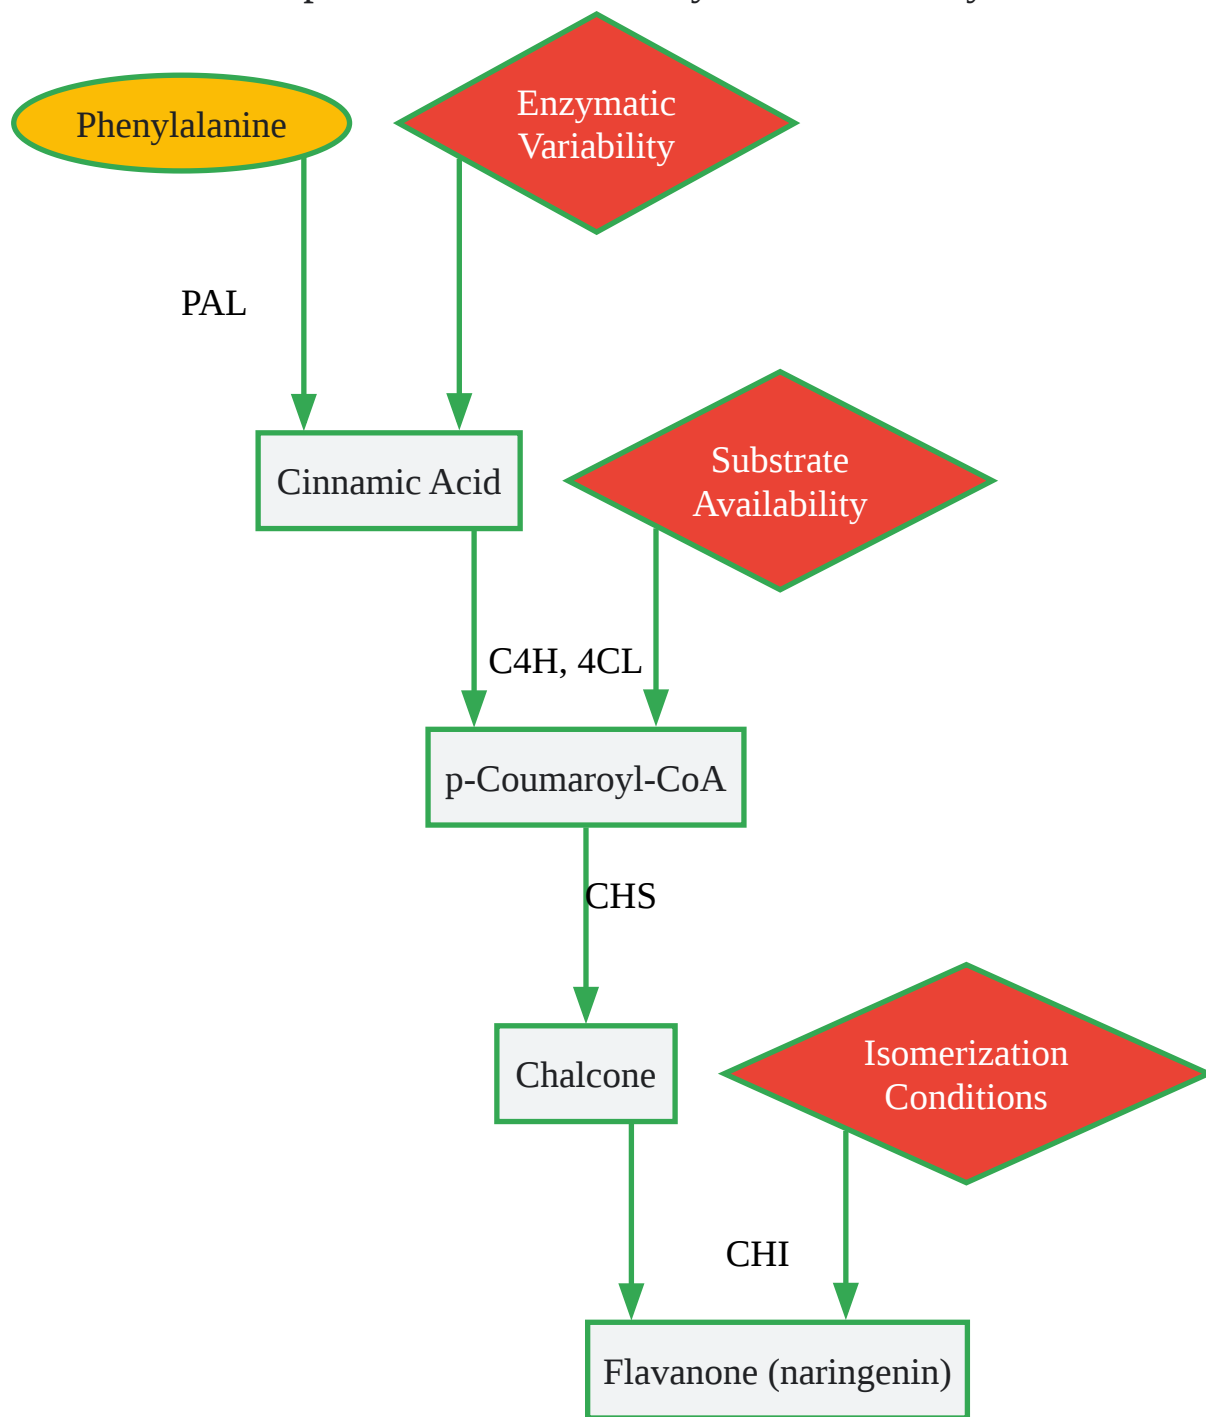 Phenylalanine
Enzymatic
Variability
PAL
Cinnamic Acid
Substrate
Availability
C4H, 4CL
p-Coumaroyl-CoA
CHS
Chalcone
Isomerization
Conditions
CHI
Flavanone (naringenin)